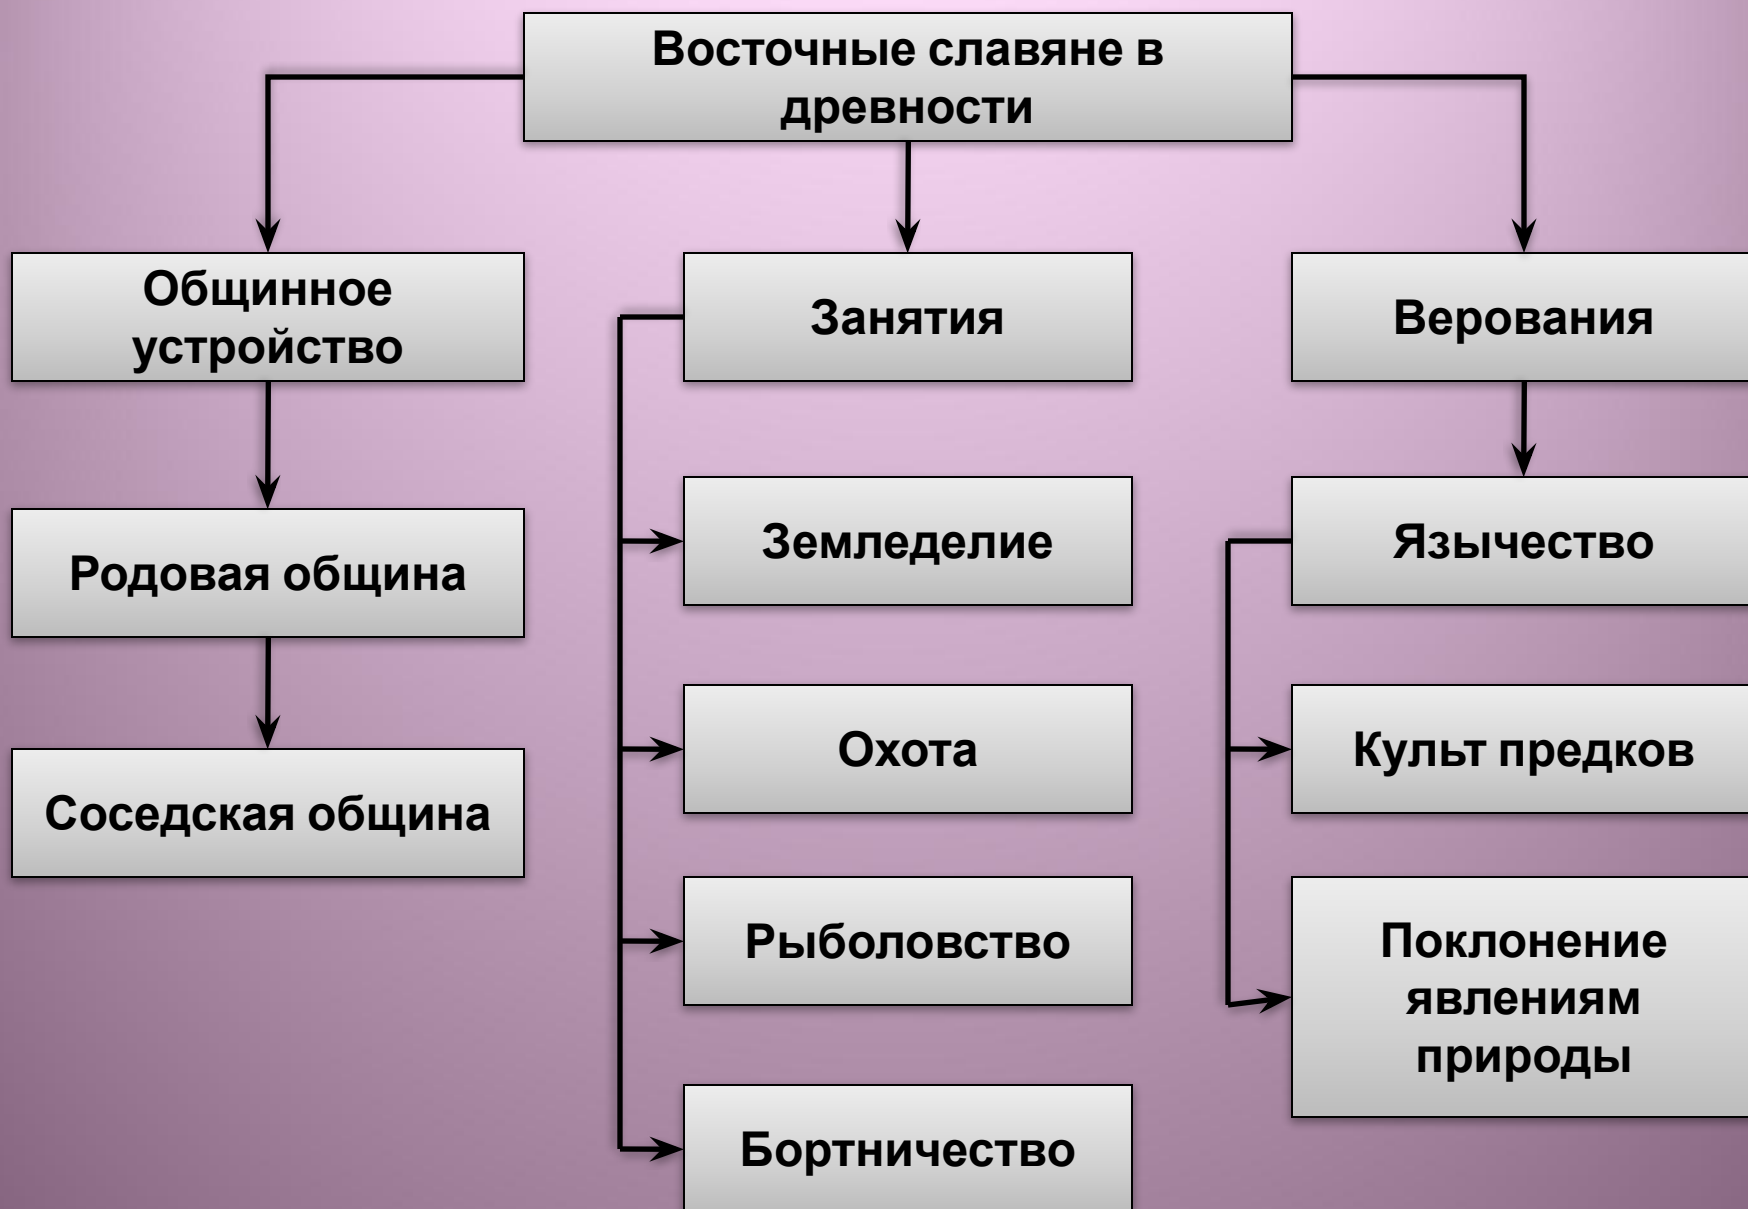 Восточные славяне в
древности
Общинное
устройство
Родовая община
Соседская община
Занятия
Земледелие
Охота
Рыболовство
Бортничество
Верования
Язычество
Культ предков
Поклонение
явлениям
природы